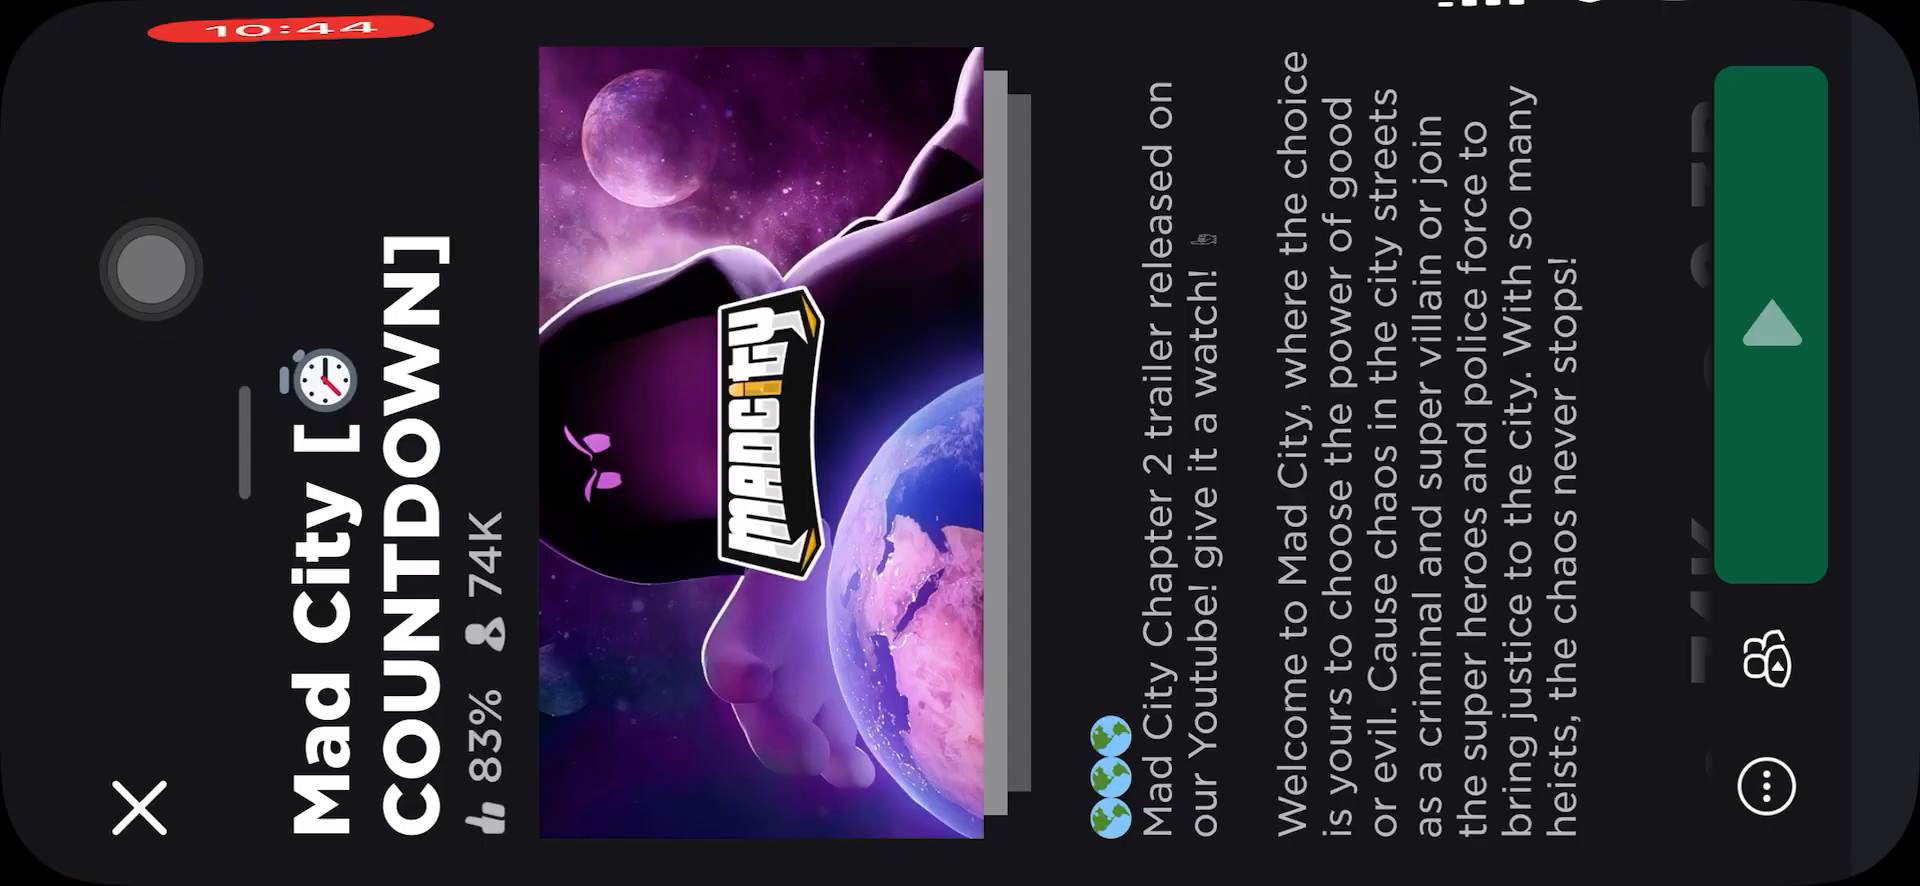 10:44
Mad City [
COUNTDOWN]
83% 74K
MADCITY
Mad City Chapter 2 trailer released on
our Youtube! give it a watch!
Welcome to Mad City, where the choice
is yours to choose the power of good
or evil. Cause chaos in the city streets
as a criminal and super villain or join
the super heroes and police force to
bring justice to the city. With so many
heists, the chaos never stops!